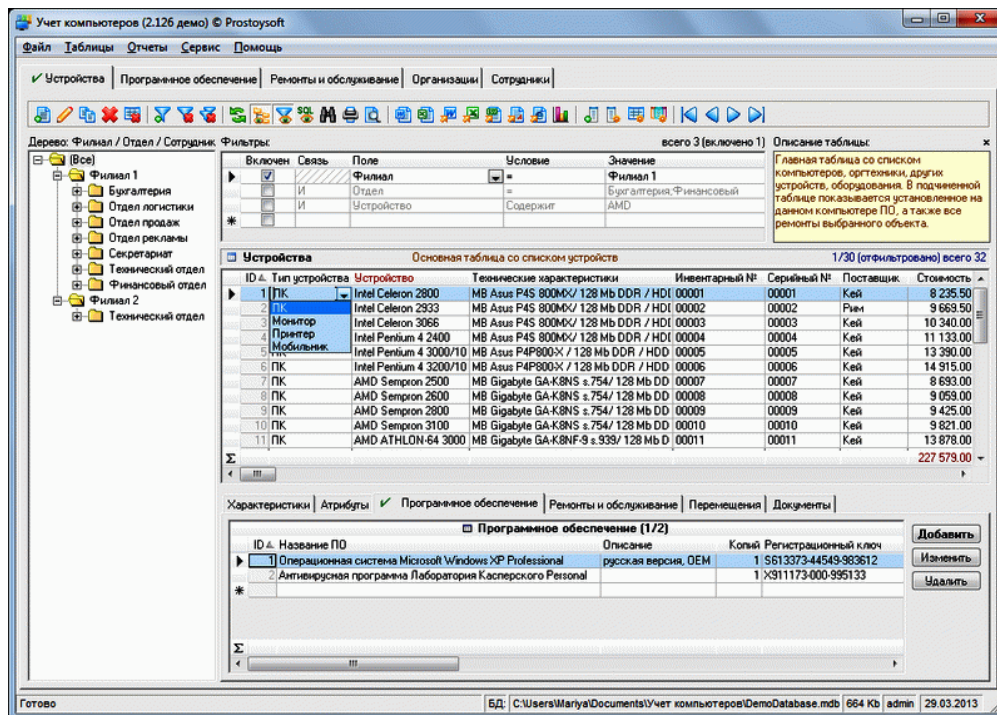 Учет компьютеров (2.126 демо) © Prostoysoft
Файл Таблицы Отчеты Сервис Помощь
Устройства Программное обеспечение Ремонты и обслуживание Организации Сотрудники
SQL
Дерево: Филиал / Отдел / Сотрудник
(Все)
Филиал 1
Бухгалтерия
Отдел логистики
Отдел продаж
Отдел рекламы
Секретариат
Технический отдел
Финансовый отдел
Филиал 2
Технический отдел
Фильтры: всего 3 (включено 1)
Включен Связь Поле Условие Значение
Филиал = Филиал 1
И Отдел = Бухгалтерия;Финансовый
И Устройство Содержит AMD
Описание таблицы:
Главная таблица со списком
компьютеров, оргтехники, других
устройств, оборудования. В подчиненной
таблице показывается установленное на
данном компьютере ПО, а также все
ремонты выбранного объекта.
Устройства Основная таблица со списком устройств 1/30 (отфильтровано) всего 32
ID Тип устройства Устройство Технические характеристики Инвентарный № Серийный № Поставщик Стоимость
1 ПК Intel Celeron 2800 MB Asus P4S 800MX/ 128 Mb DDR / HDI 00001 00001 Кей 8 235.50
2 ПК Intel Celeron 2933 MB Asus P4S 800MX/ 128 Mb DDR / HDI 00002 00002 Рим 9 669.50
3 Монитор Intel Celeron 3066 MB Asus P4S 800MX/ 128 Mb DDR / HDI 00003 00003 Кей 10 340.00
4 Принтер Intel Pentium 4 2400 MB Asus P4S 800MX/ 128 Mb DDR / HDI 00004 00004 Кей 11 133.00
Мобильник
5 ПК Intel Pentium 4 3000/10 MB Asus P4P800-X / 128 Mb DDR / HDD 00005 00005 Кей 13 390.00
6 ПК Intel Pentium 4 3200/10 MB Asus P4P800-X / 128 Mb DDR / HDD 00006 00006 Кей 14 915.00
7 ПК AMD Sempron 2500 MB Gigabyte GA-K8NS s.754/ 128 Mb DD 00007 00007 Кей 8 693.00
8 ПК AMD Sempron 2600 MB Gigabyte GA-K8NS s.754/ 128 Mb DD 00008 00008 Кей 9 059.00
9 ПК AMD Sempron 2800 MB Gigabyte GA-K8NS s.754/ 128 Mb DD 00009 00009 Кей 9 425.00
10 ПК AMD Sempron 3100 MB Gigabyte GA-K8NS s.754/ 128 Mb DD 00010 00010 Кей 9 821.00
11 ПК AMD ATHLON-64 3000 MB Gigabyte GA-K8NF-9 s.939/ 128 Mb D 00011 00011 Кей 13 878.00
Σ 227 579.00
Характеристики Атрибуты Программное обеспечение Ремонты и обслуживание Перемещения Документы
Программное обеспечение (1/2)
ID Название ПО Описание Копий Регистрационный ключ
1 Операционная система Microsoft Windows XP Professional русская версия, OEM 1 S613373-44549-983612
2 Антивирусная программа Лаборатория Касперского Personal 1 X911173-000-995133
Σ
Добавить
Изменить
Удалить
Готово БД: C:\Users\Mariya\Documents\Учет компьютеров\DemoDatabase.mdb 664 Kb admin 29.03.2013